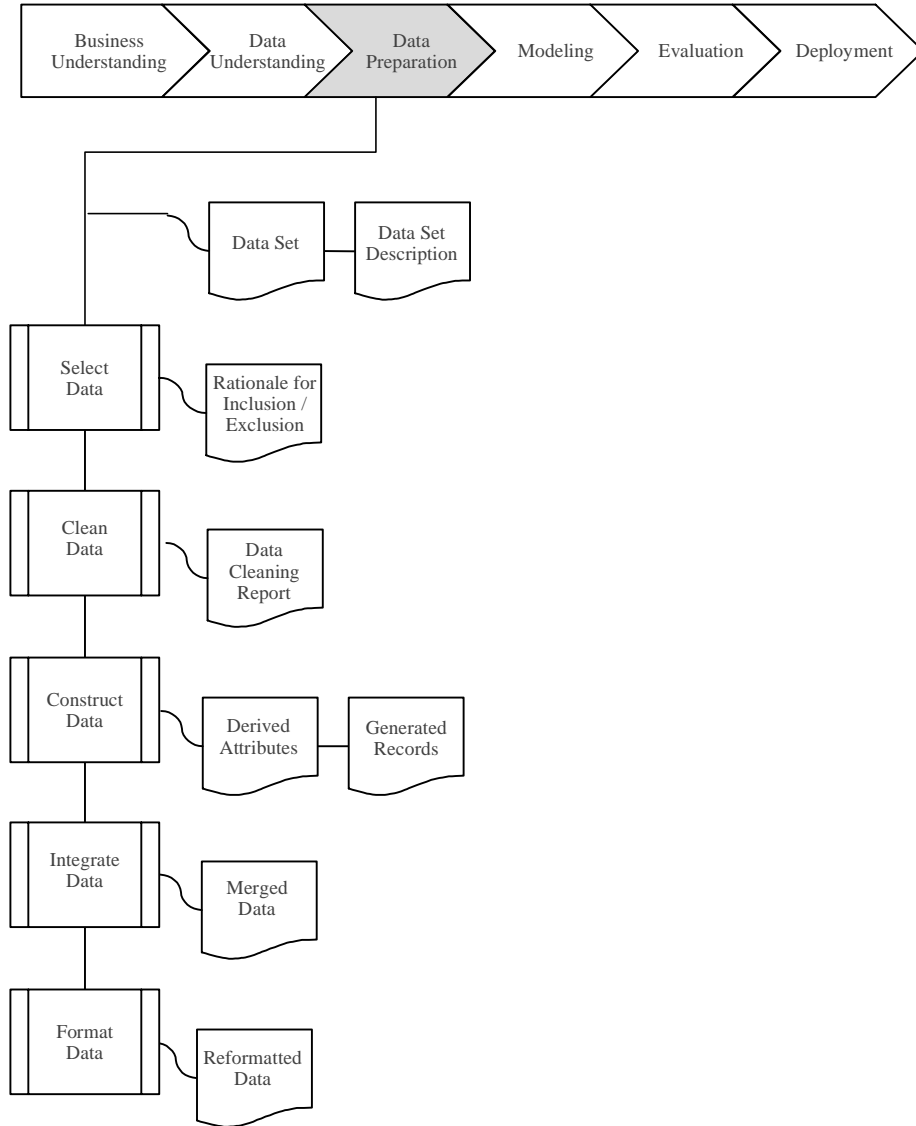 Business
Understanding
Data
Understanding
Data
Preparation
Modeling
Evaluation
Deployment
Data Set
Data Set
Description
Select
Data
Rationale for
Inclusion /
Exclusion
Clean
Data
Data
Cleaning
Report
Construct
Data
Derived
Attributes
Generated
Records
Integrate
Data
Merged
Data
Format
Data
Reformatted
Data